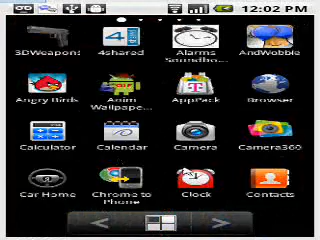 12:02 PM
3DWeapons 4shared Alarms AndWobble
Soundbo...
Angry Birds Anim AppPack Browser
Wallpape...
Calculator Calendar Camera Camera360
Car Home Chrome to Clock Contacts
Phone